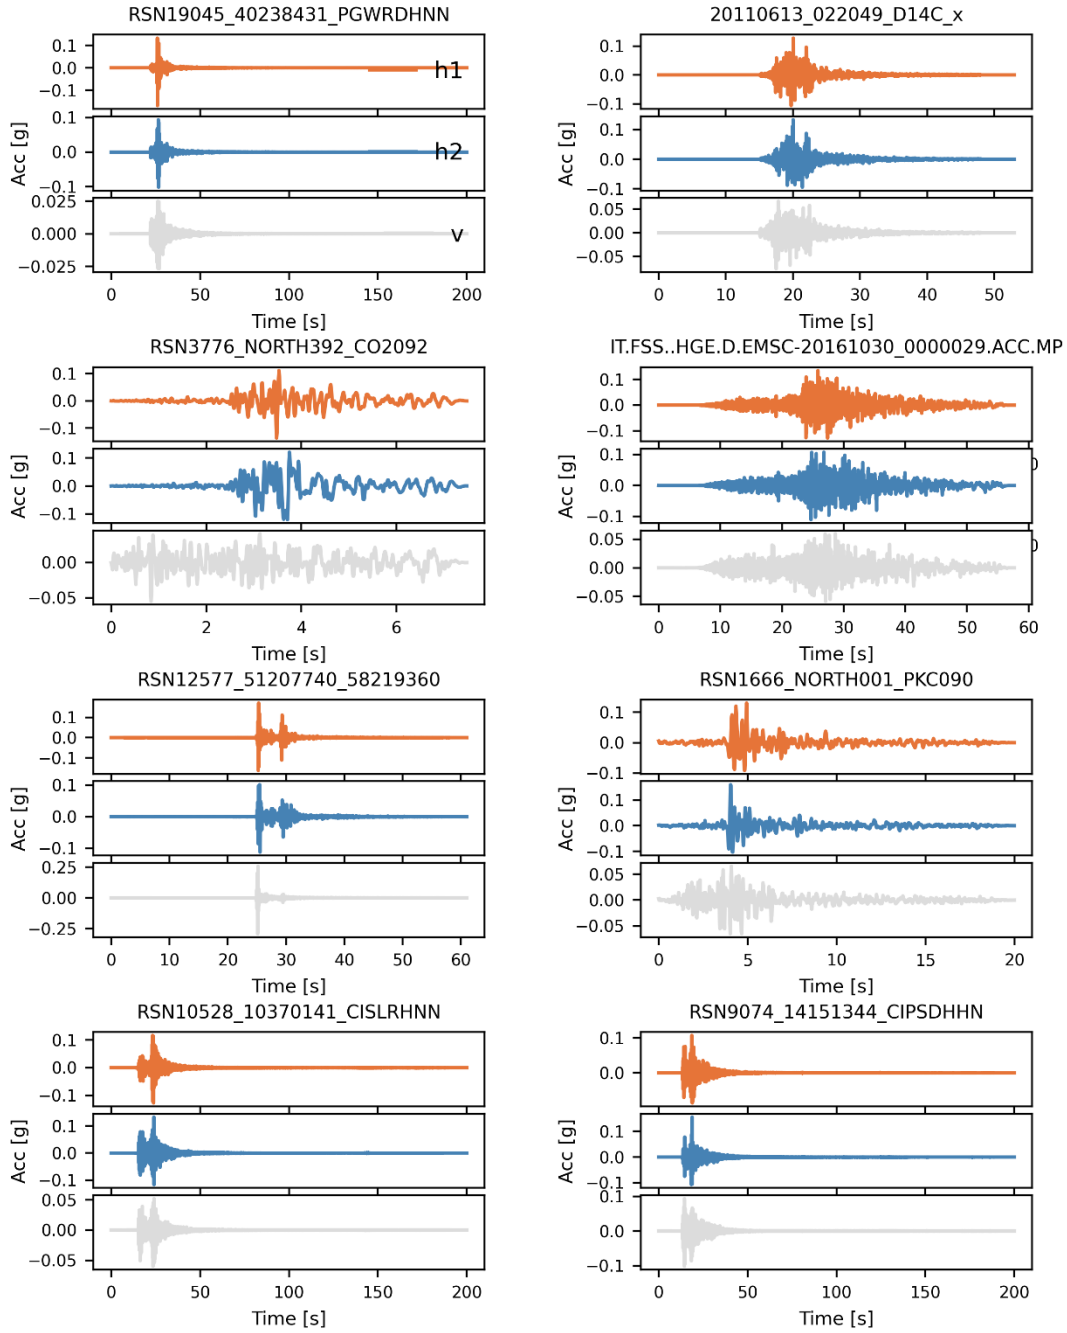 RSN19045_40238431_PGWRDHNN
0.1
0.0
−0.1
h1
0.1
0.0
−0.1
h2
0.025
0.000
−0.025
v
Acc [g]
0 50 100 150 200
Time [s]
20110613_022049_D14C_x
0.1
0.0
−0.1
0.1
0.0
−0.1
0.05
0.00
−0.05
Acc [g]
0 10 20 30 40 50
Time [s]
RSN3776_NORTH392_CO2092
0.1
0.0
−0.1
0.1
0.0
−0.1
0.00
−0.05
Acc [g]
0 2 4 6
Time [s]
IT.FSS..HGE.D.EMSC-20161030_0000029.ACC.MP
0.1
0.0
−0.1
0.1
0.0
−0.1
0.05
0.00
−0.05
Acc [g]
0 10 20 30 40 50 60
Time [s]
RSN12577_51207740_58219360
0.1
0.0
−0.1
0.1
0.0
−0.1
0.25
0.00
−0.25
Acc [g]
0 10 20 30 40 50 60
Time [s]
RSN1666_NORTH001_PKC090
0.1
0.0
−0.1
0.1
0.0
−0.1
0.05
0.00
−0.05
Acc [g]
0 5 10 15 20
Time [s]
RSN10528_10370141_CISLRHNN
0.1
0.0
−0.1
0.1
0.0
−0.1
0.05
0.00
−0.05
Acc [g]
0 50 100 150 200
Time [s]
RSN9074_14151344_CIPSDHHN
0.1
0.0
0.1
0.0
−0.1
0.1
0.0
−0.1
Acc [g]
0 50 100 150 200
Time [s]